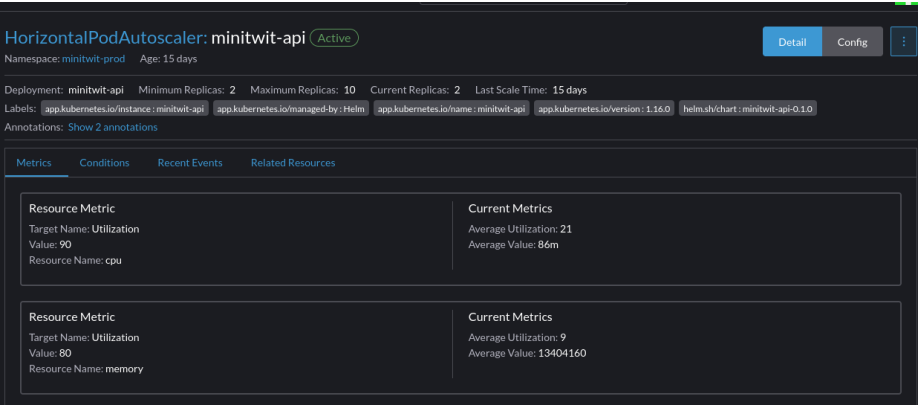 HorizontalPodAutoscaler: minitwit-api Active
Detail Config
Namespace: minitwit-prod Age: 15 days
Deployment: minitwit-api Minimum Replicas: 2 Maximum Replicas: 10 Current Replicas: 2 Last Scale Time: 15 days
Labels: app.kubernetes.io/instance : minitwit-api app.kubernetes.io/managed-by : Helm app.kubernetes.io/name : minitwit-api app.kubernetes.io/version : 1.16.0 helm.sh/chart : minitwit-api-0.1.0
Annotations: Show 2 annotations
Metrics Conditions Recent Events Related Resources
Resource Metric
Target Name: Utilization
Value: 90
Resource Name: cpu
Current Metrics
Average Utilization: 21
Average Value: 86m
Resource Metric
Target Name: Utilization
Value: 80
Resource Name: memory
Current Metrics
Average Utilization: 9
Average Value: 13404160